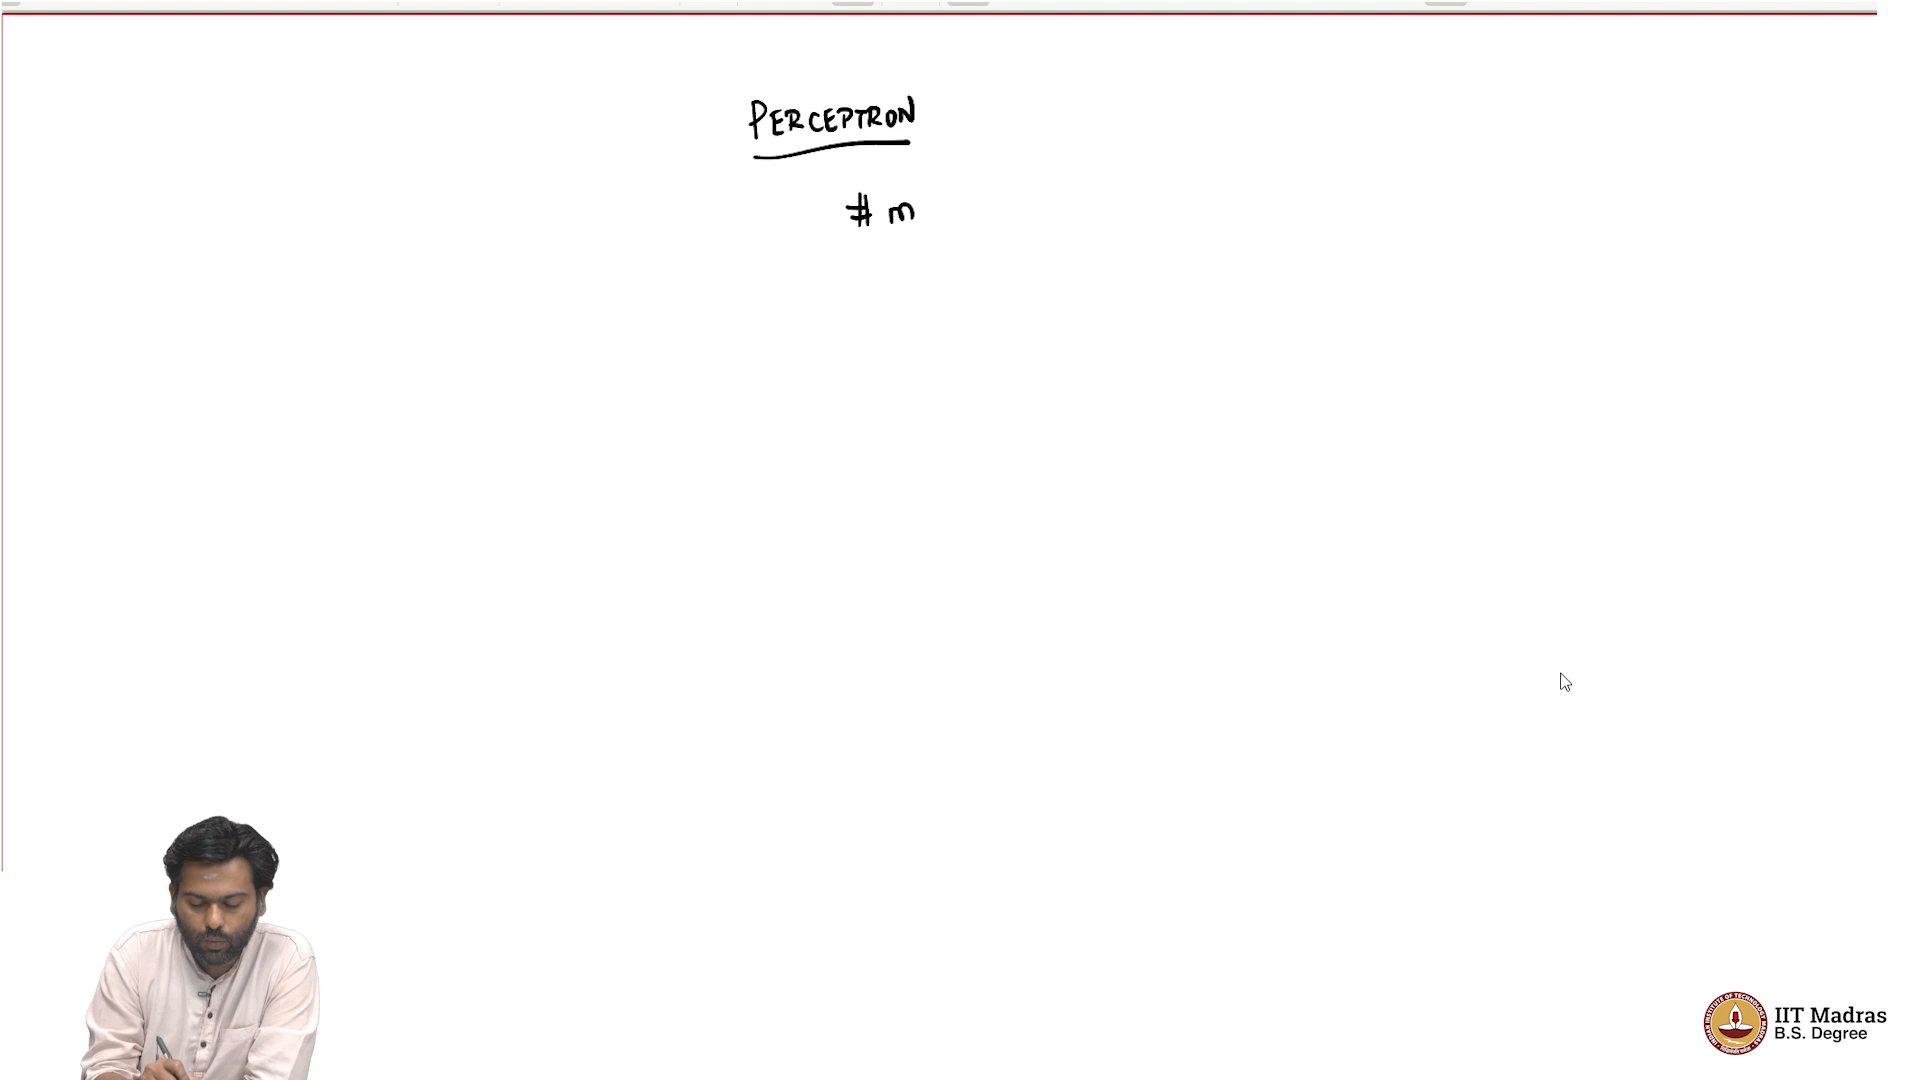 PERCEPTRON
# m
IIT Madras
B.S. Degree